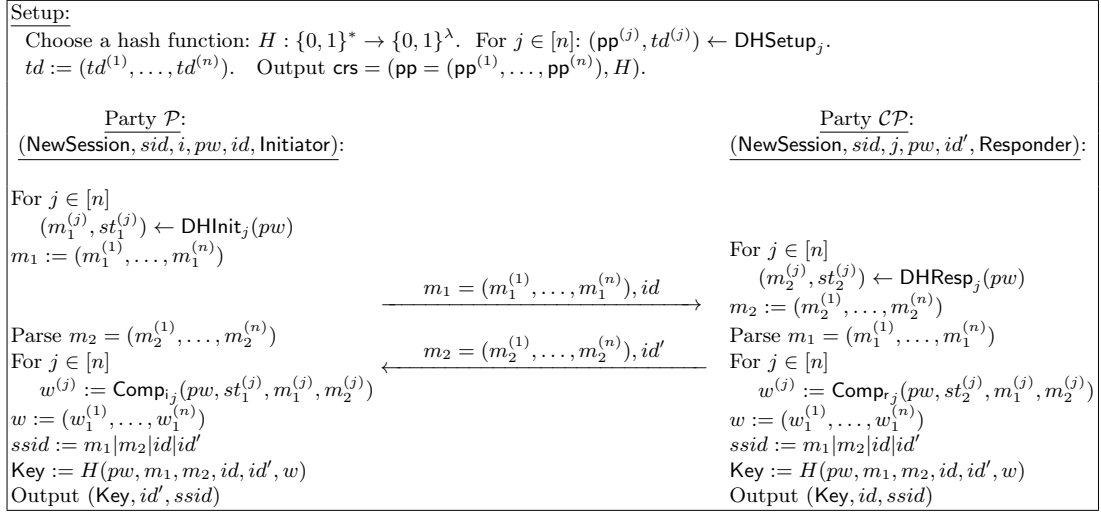 Setup:
Choose a hash function: H : {0, 1}* → {0, 1}^λ. For j ∈ [n]: (pp^(j), td^(j)) ← DHSetup_j.
td := (td^(1), . . . , td^(n)). Output crs = (pp = (pp^(1), . . . , pp^(n)), H).
Party P:
(NewSession, sid, i, pw, id, Initiator):
For j ∈ [n]
(m_1^(j), st_1^(j)) ← DHInit_j(pw)
m_1 := (m_1^(1), . . . , m_1^(n))
Parse m_2 = (m_2^(1), . . . , m_2^(n))
For j ∈ [n]
w^(j) := Comp_{i_j}(pw, st_1^(j), m_1^(j), m_2^(j))
w := (w_1^(1), . . . , w_1^(n))
ssid := m_1|m_2|id|id′
Key := H(pw, m_1, m_2, id, id′, w)
Output (Key, id′, ssid)
m_1 = (m_1^(1), . . . , m_1^(n)), id
m_2 = (m_2^(1), . . . , m_2^(n)), id′
Party CP:
(NewSession, sid, j, pw, id′, Responder):
For j ∈ [n]
(m_2^(j), st_2^(j)) ← DHResp_j(pw)
m_2 := (m_2^(1), . . . , m_2^(n))
Parse m_1 = (m_1^(1), . . . , m_1^(n))
For j ∈ [n]
w^(j) := Comp_{r_j}(pw, st_2^(j), m_1^(j), m_2^(j))
w := (w_1^(1), . . . , w_1^(n))
ssid := m_1|m_2|id|id′
Key := H(pw, m_1, m_2, id, id′, w)
Output (Key, id, ssid)